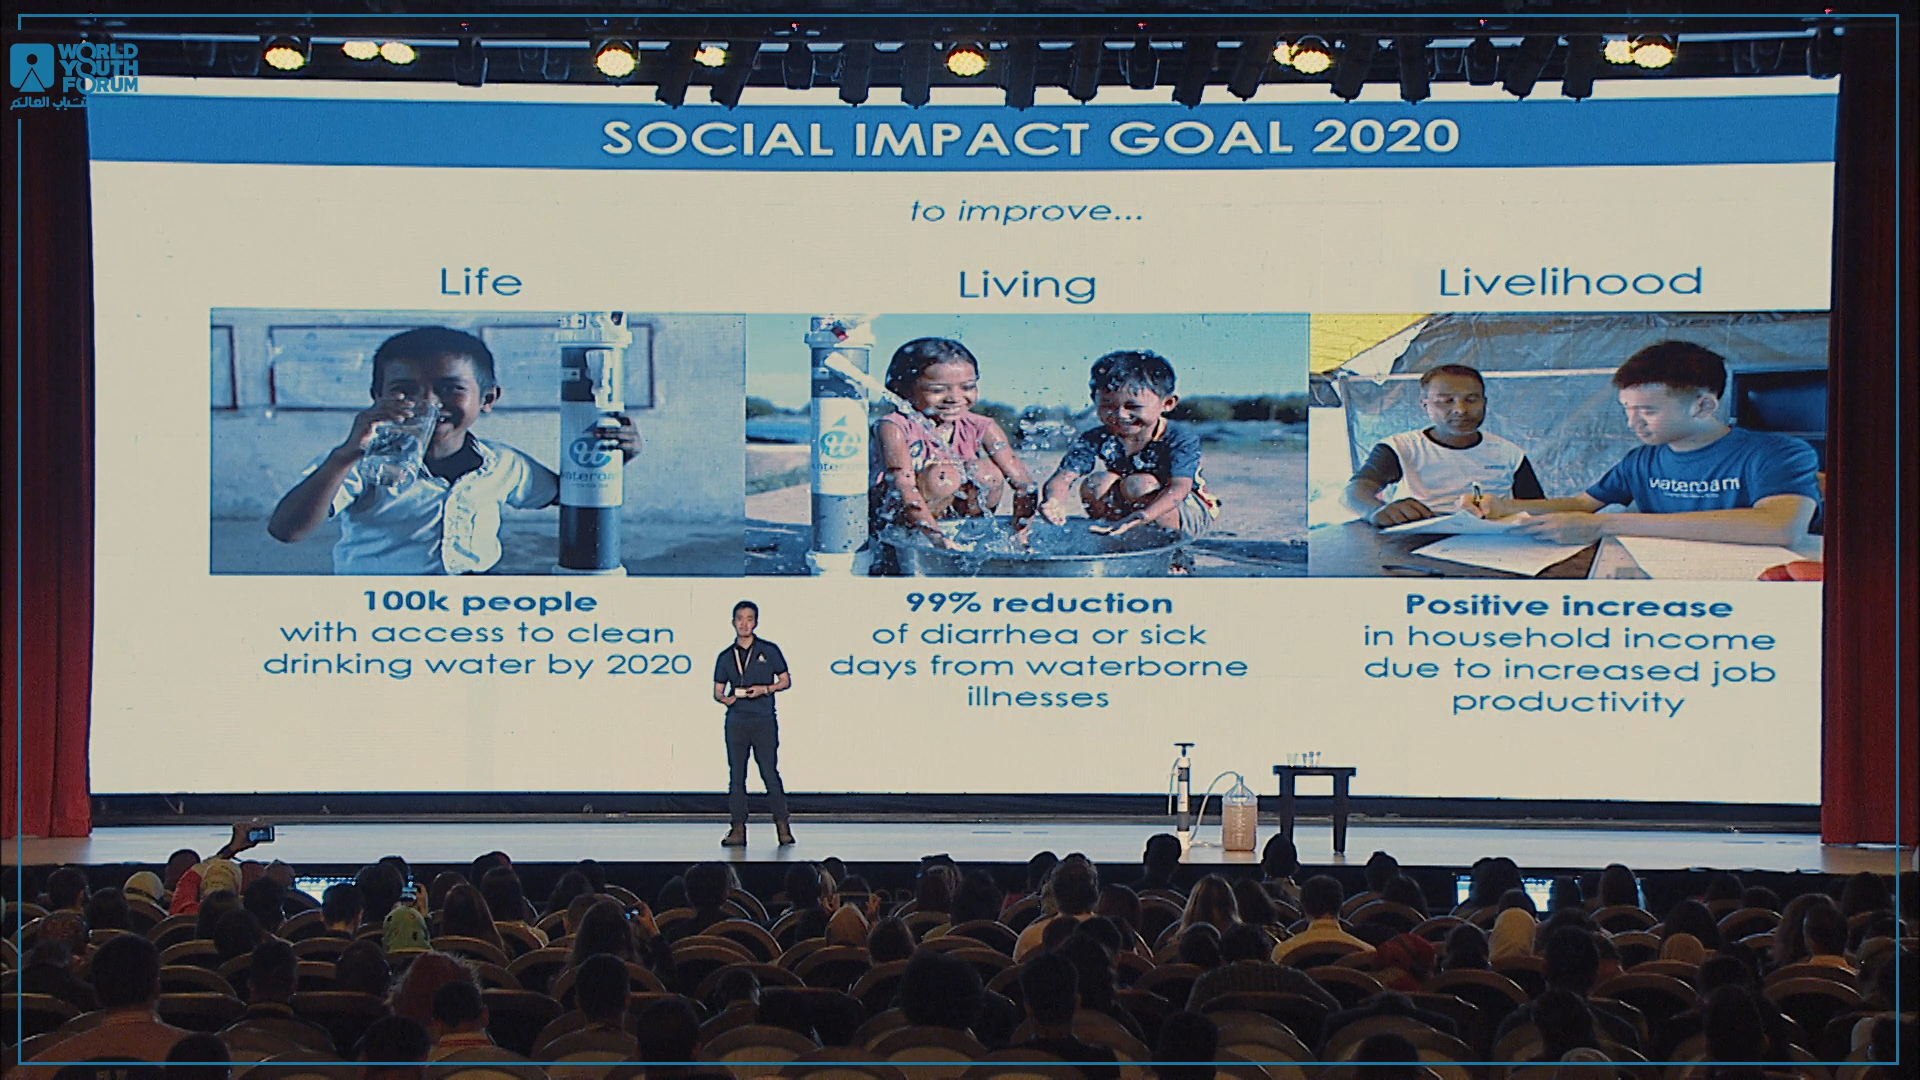 WORLD
YOUTH
FORUM
شباب العالم
SOCIAL IMPACT GOAL 2020
to improve...
Life
Living
Livelihood
wateroam
100k people
with access to clean
drinking water by 2020
99% reduction
of diarrhea or sick
days from waterborne
illnesses
Positive increase
in household income
due to increased job
productivity